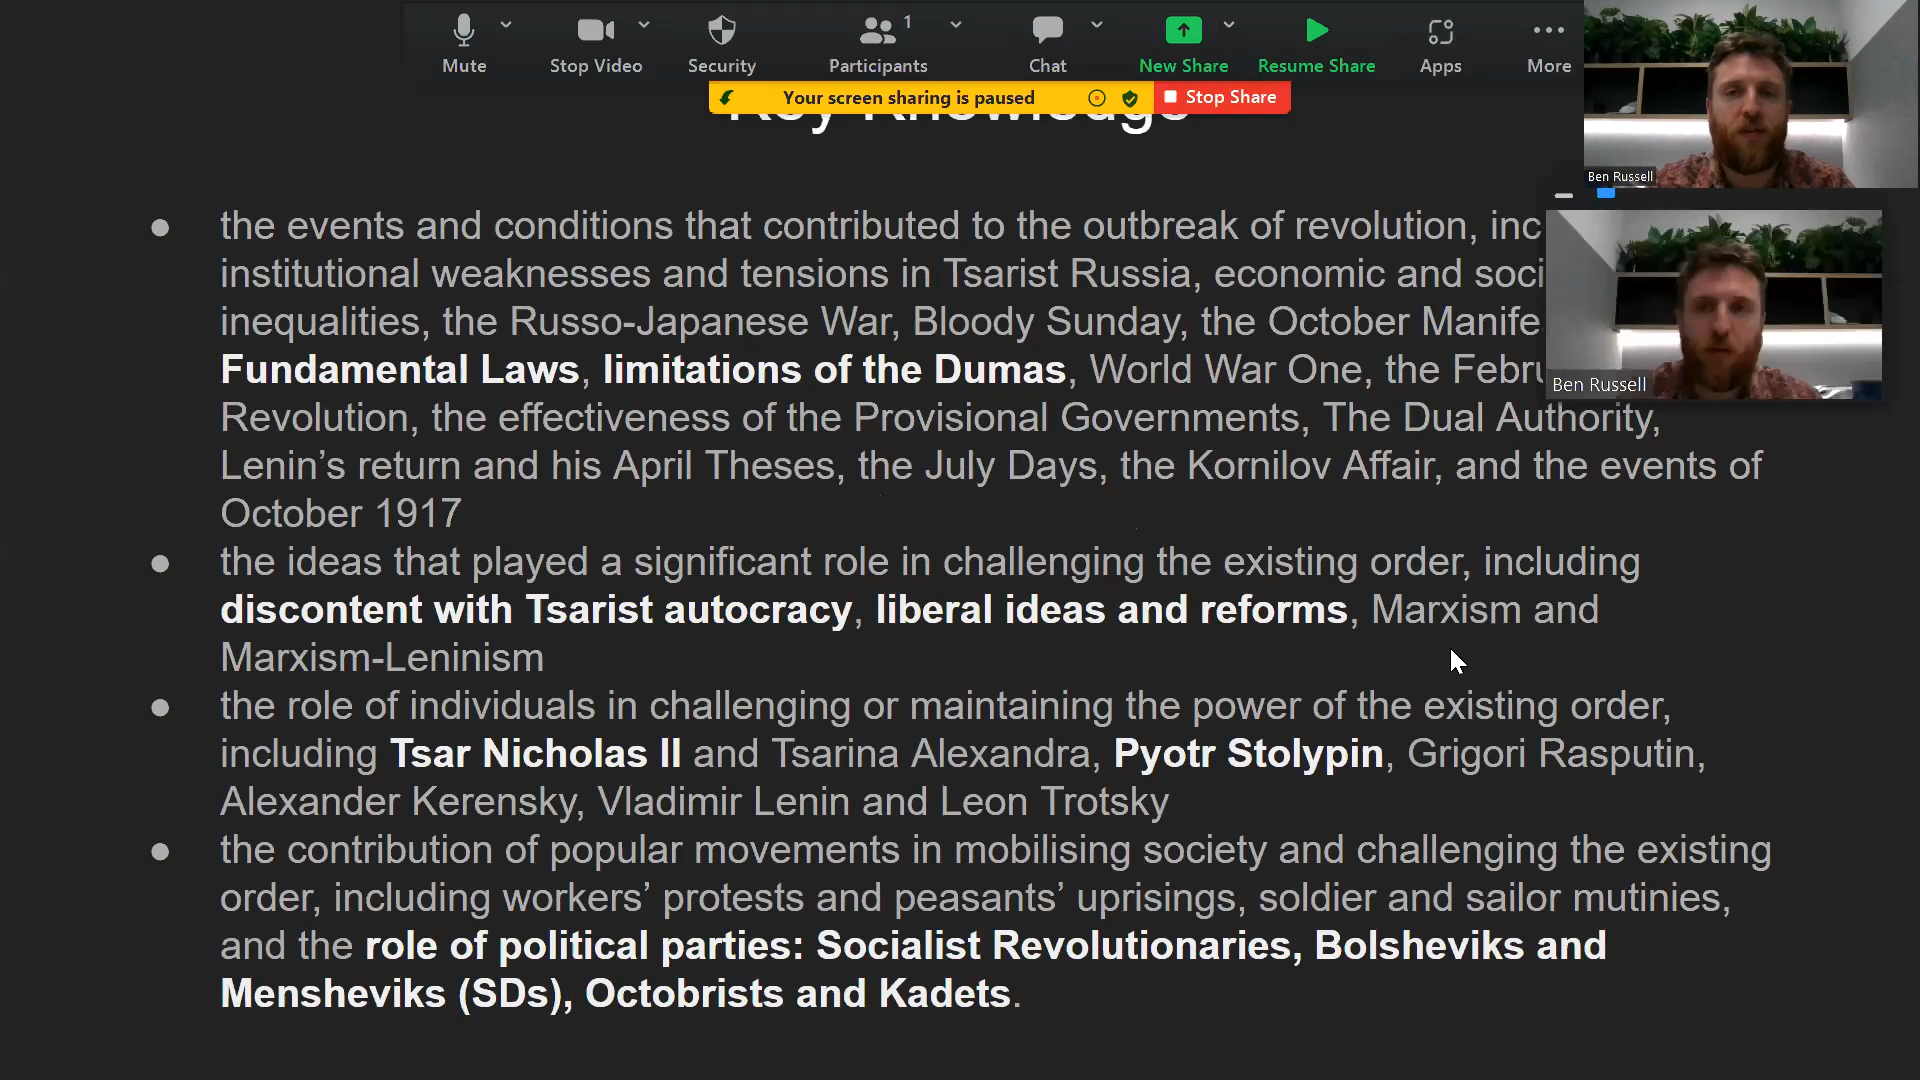 1
Mute
Stop Video
Security
Participants
Chat
New Share
Resume Share
Apps
More
Your screen sharing is paused
Stop Share
Key Knowledge
Ben Russell
Ben Russell
● the events and conditions that contributed to the outbreak of revolution,
institutional weaknesses and tensions in Tsarist Russia, economic and
inequalities, the Russo-Japanese War, Bloody Sunday, the October
Fundamental Laws, limitations of the Dumas, World War One, the
Revolution, the effectiveness of the Provisional Governments, The Dual Authority,
Lenin’s return and his April Theses, the July Days, the Kornilov Affair, and the events of
October 1917
● the ideas that played a significant role in challenging the existing order, including
discontent with Tsarist autocracy, liberal ideas and reforms, Marxism and
Marxism-Leninism
● the role of individuals in challenging or maintaining the power of the existing order,
including Tsar Nicholas II and Tsarina Alexandra, Pyotr Stolypin, Grigori Rasputin,
Alexander Kerensky, Vladimir Lenin and Leon Trotsky
● the contribution of popular movements in mobilising society and challenging the existing
order, including workers’ protests and peasants’ uprisings, soldier and sailor mutinies,
and the role of political parties: Socialist Revolutionaries, Bolsheviks and
Mensheviks (SDs), Octobrists and Kadets.